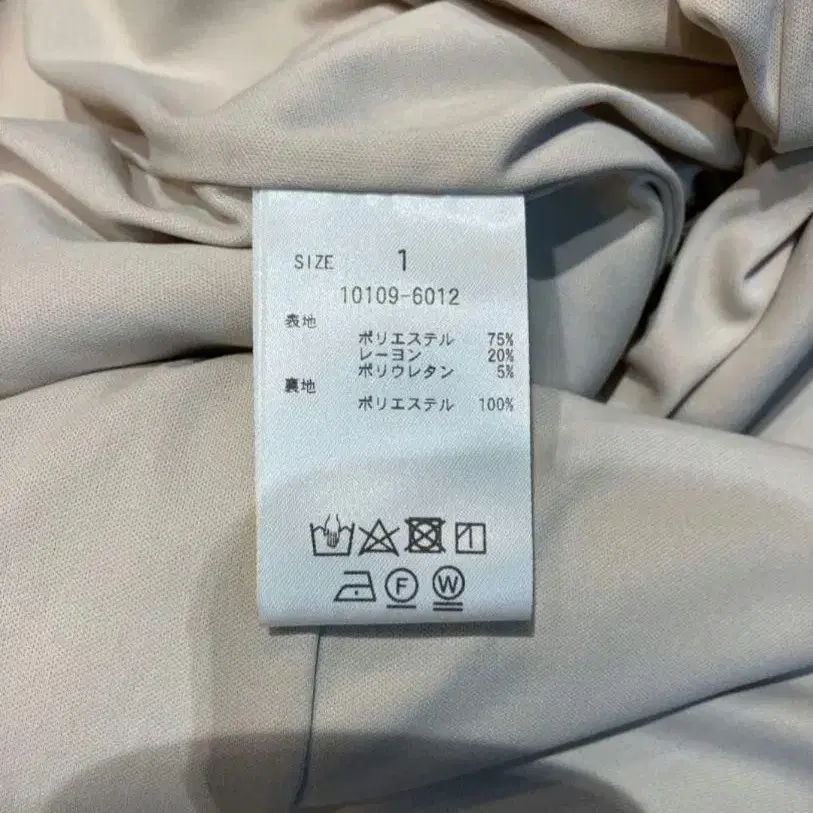 SIZE 1
10109-6012
表地
ポリエステル 75%
レーヨン 20%
ポリウレタン 5%
裏地
ポリエステル 100%
F W